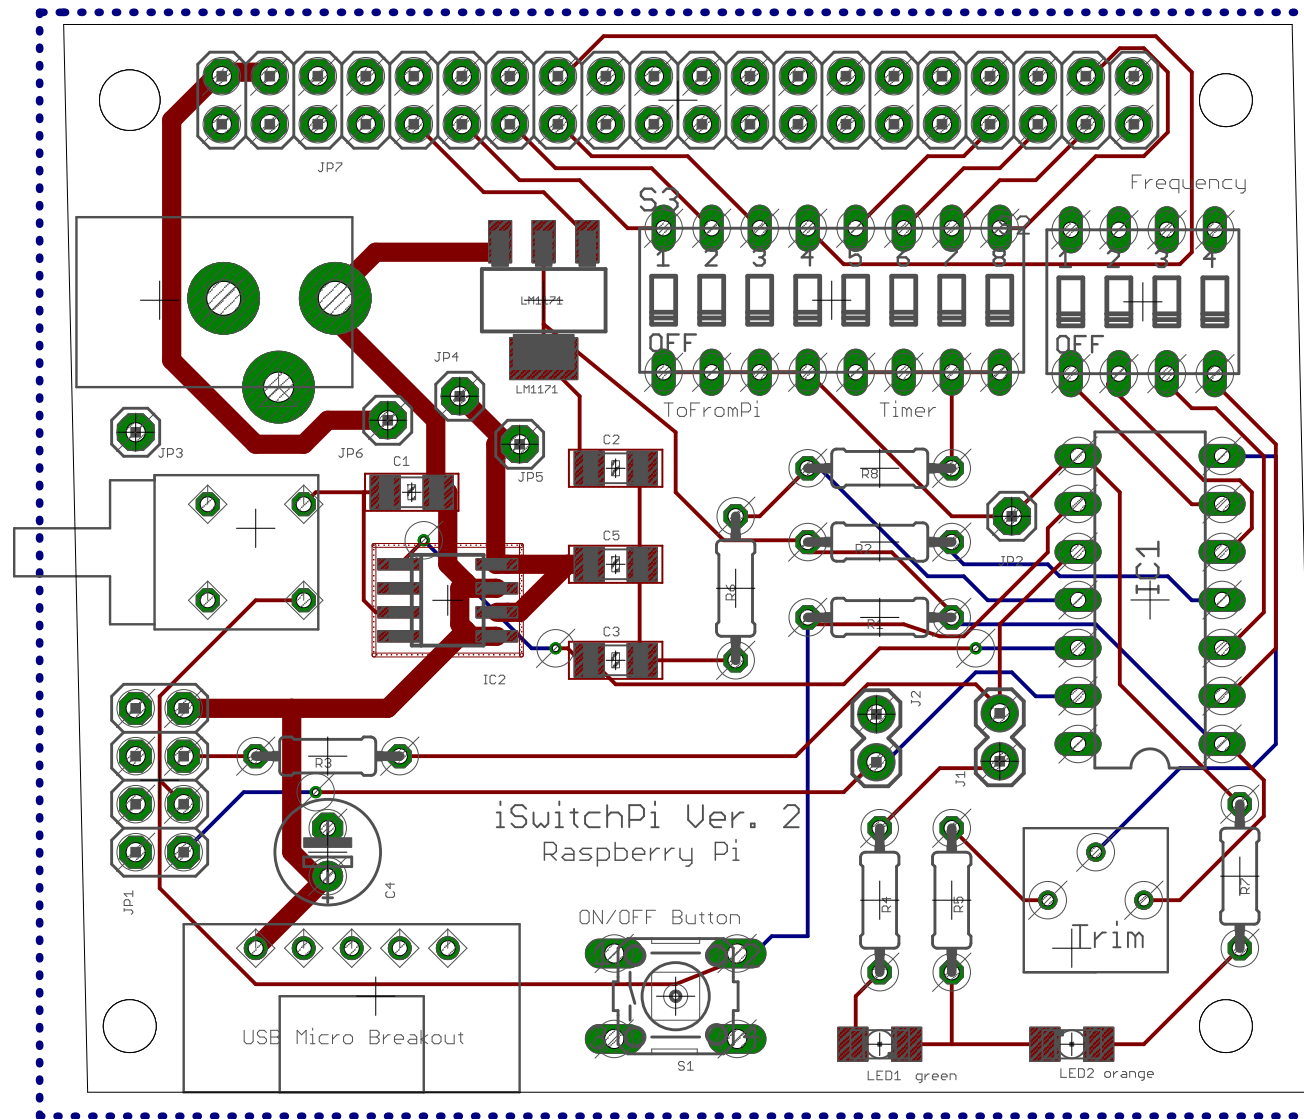 JP7
Frequency
S3
S2
1 2 3 4 5 6 7 8
1 2 3 4
LM1171
OFF
OFF
JP4
LM1171
ToFromPi
Timer
JP3
JP6
C1
JP5
C2
R8
JP2
C5
R2
IC1
R6
R1
C3
IC2
J2
R3
J1
iSwitchPi Ver. 2
Raspberry Pi
JP1
C4
+
R4
R5
R7
ON/OFF Button
Trim
USB Micro Breakout
S1
LED1 green
LED2 orange